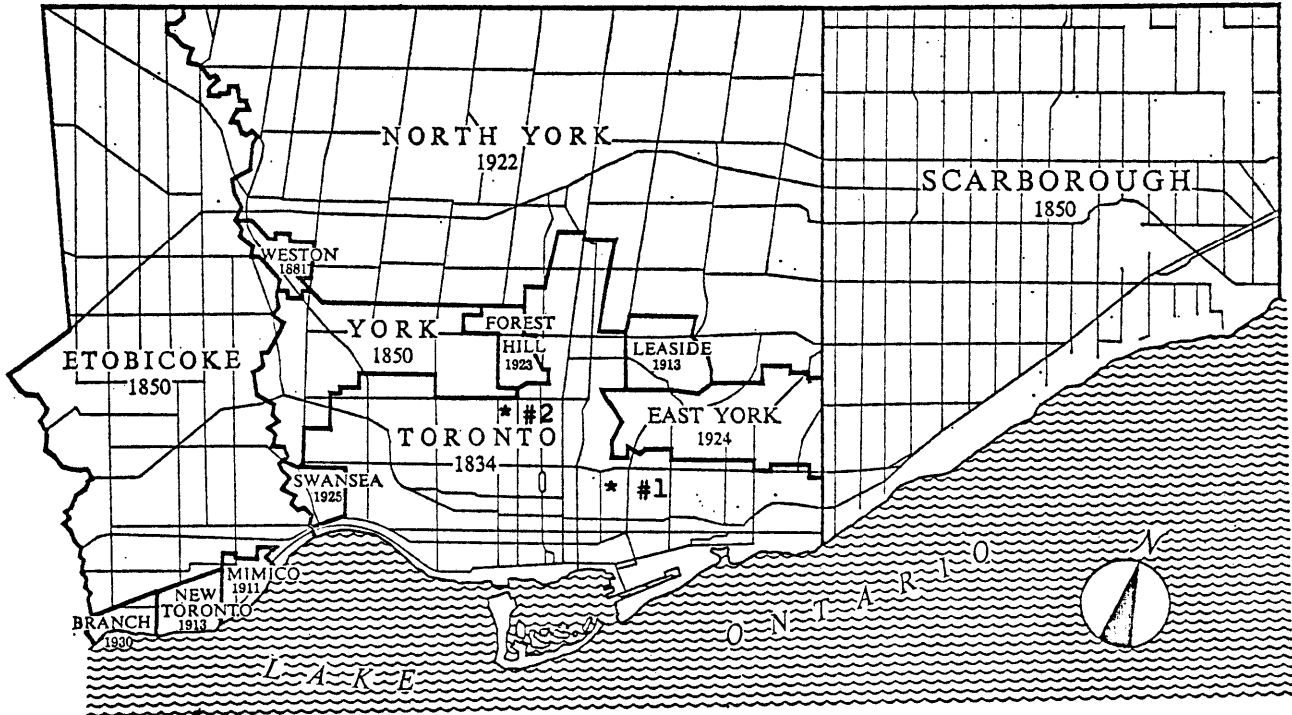 NORTH YORK
1922
SCARBOROUGH
1850
WESTON
1881
YORK
1850
FOREST
HILL
1923
LEASIDE
1913
ETOBICOKE
1850
* #2
EAST YORK
1924
TORONTO
1834
SWANSEA
1925
* #1
MIMICO
1911
NEW
TORONTO
1913
BRANCH
1930
N
LAKE
ONTARIO